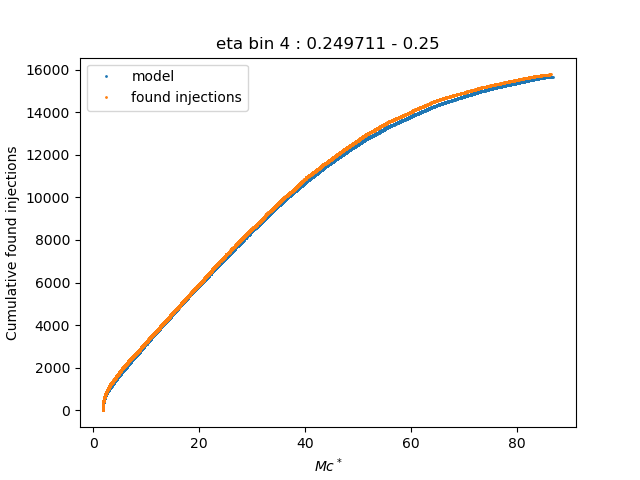 eta bin 4 : 0.249711 - 0.25
model
found injections
Cumulative found injections
16000
14000
12000
10000
8000
6000
4000
2000
0
0 20 40 60 80
Mc*